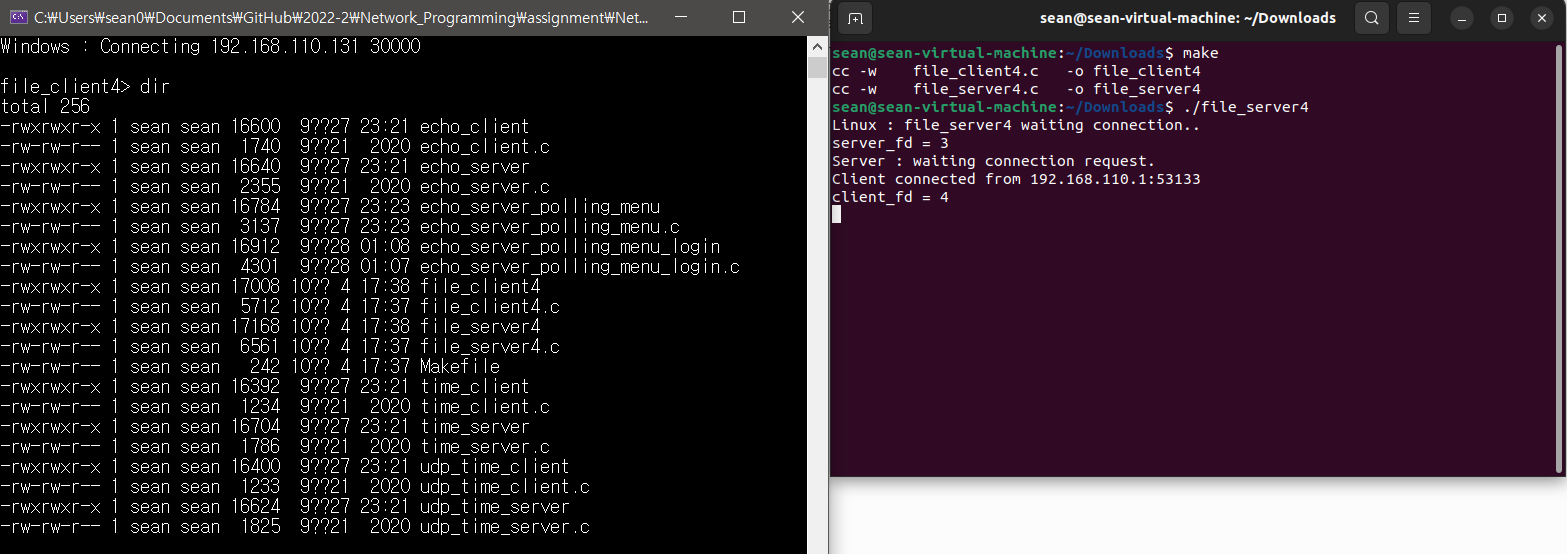 C:₩Users₩sean0₩Documents₩GitHub₩2022-2₩Network_Programming₩assignment₩Net...
Windows : Connecting 192.168.110.131 30000
file_client4> dir
total 256
-rwxrwxr-x 1 sean sean 16600  9??27 23:21 echo_client
-rw-rw-r-- 1 sean sean  1740  9??21  2020 echo_client.c
-rwxrwxr-x 1 sean sean 16640  9??27 23:21 echo_server
-rw-rw-r-- 1 sean sean  2355  9??21  2020 echo_server.c
-rwxrwxr-x 1 sean sean 16784  9??27 23:23 echo_server_polling_menu
-rw-rw-r-- 1 sean sean  3137  9??27 23:23 echo_server_polling_menu.c
-rwxrwxr-x 1 sean sean 16912  9??28 01:08 echo_server_polling_menu_login
-rw-rw-r-- 1 sean sean  4301  9??28 01:07 echo_server_polling_menu_login.c
-rwxrwxr-x 1 sean sean 17008 10?? 4 17:38 file_client4
-rw-rw-r-- 1 sean sean  5712 10?? 4 17:37 file_client4.c
-rwxrwxr-x 1 sean sean 17168 10?? 4 17:38 file_server4
-rw-rw-r-- 1 sean sean  6561 10?? 4 17:37 file_server4.c
-rw-rw-r-- 1 sean sean   242 10?? 4 17:37 Makefile
-rwxrwxr-x 1 sean sean 16392  9??27 23:21 time_client
-rw-rw-r-- 1 sean sean  1234  9??21  2020 time_client.c
-rwxrwxr-x 1 sean sean 16704  9??27 23:21 time_server
-rw-rw-r-- 1 sean sean  1786  9??21  2020 time_server.c
-rwxrwxr-x 1 sean sean 16400  9??27 23:21 udp_time_client
-rw-rw-r-- 1 sean sean  1233  9??21  2020 udp_time_client.c
-rwxrwxr-x 1 sean sean 16624  9??27 23:21 udp_time_server
-rw-rw-r-- 1 sean sean  1825  9??21  2020 udp_time_server.c
sean@sean-virtual-machine: ~/Downloads
sean@sean-virtual-machine:~/Downloads$ make
cc -w    file_client4.c   -o file_client4
cc -w    file_server4.c   -o file_server4
sean@sean-virtual-machine:~/Downloads$ ./file_server4
Linux : file_server4 waiting connection..
server_fd = 3
Server : waiting connection request.
Client connected from 192.168.110.1:53133
client_fd = 4